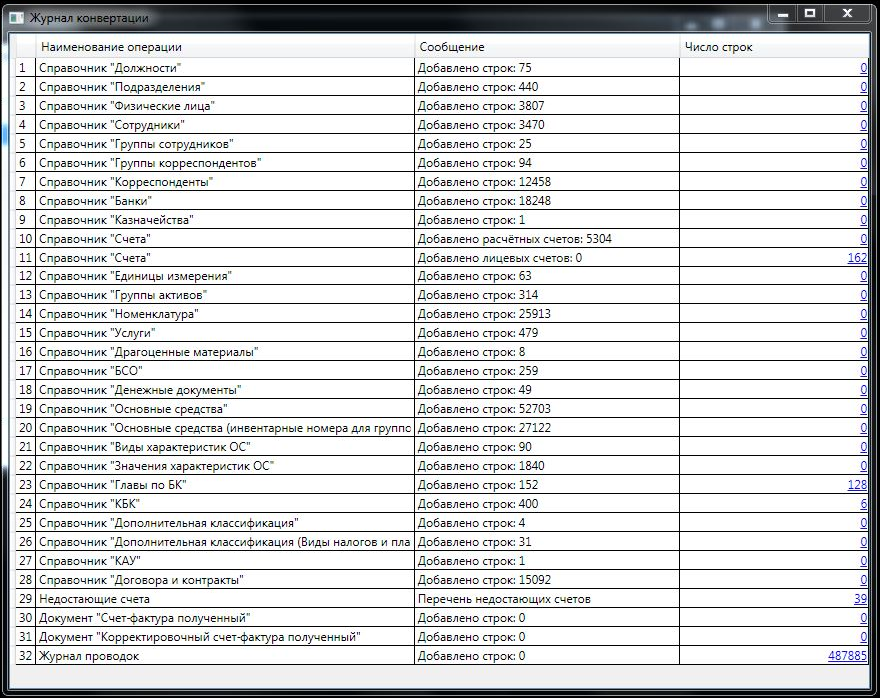 Журнал конвертации
Наименование операции Сообщение Число строк
1 Справочник "Должности" Добавлено строк: 75 0
2 Справочник "Подразделения" Добавлено строк: 440 0
3 Справочник "Физические лица" Добавлено строк: 3807 0
4 Справочник "Сотрудники" Добавлено строк: 3470 0
5 Справочник "Группы сотрудников" Добавлено строк: 25 0
6 Справочник "Группы корреспондентов" Добавлено строк: 94 0
7 Справочник "Корреспонденты" Добавлено строк: 12458 0
8 Справочник "Банки" Добавлено строк: 18248 0
9 Справочник "Казначейства" Добавлено строк: 1 0
10 Справочник "Счета" Добавлено расчётных счетов: 5304 0
11 Справочник "Счета" Добавлено лицевых счетов: 0 162
12 Справочник "Единицы измерения" Добавлено строк: 63 0
13 Справочник "Группы активов" Добавлено строк: 314 0
14 Справочник "Номенклатура" Добавлено строк: 25913 0
15 Справочник "Услуги" Добавлено строк: 479 0
16 Справочник "Драгоценные материалы" Добавлено строк: 8 0
17 Справочник "БСО" Добавлено строк: 259 0
18 Справочник "Денежные документы" Добавлено строк: 49 0
19 Справочник "Основные средства" Добавлено строк: 52703 0
20 Справочник "Основные средства (инвентарные номера для группо Добавлено строк: 27122 0
21 Справочник "Виды характеристик ОС" Добавлено строк: 90 0
22 Справочник "Значения характеристик ОС" Добавлено строк: 1840 0
23 Справочник "Главы по БК" Добавлено строк: 152 128
24 Справочник "КБК" Добавлено строк: 400 6
25 Справочник "Дополнительная классификация" Добавлено строк: 4 0
26 Справочник "Дополнительная классификация (Виды налогов и пла Добавлено строк: 31 0
27 Справочник "КАУ" Добавлено строк: 1 0
28 Справочник "Договора и контракты" Добавлено строк: 15092 0
29 Недостающие счета Перечень недостающих счетов 39
30 Документ "Счет-фактура полученный" Добавлено строк: 0 0
31 Документ "Корректировочный счет-фактура полученный" Добавлено строк: 0 0
32 Журнал проводок Добавлено строк: 0 487885